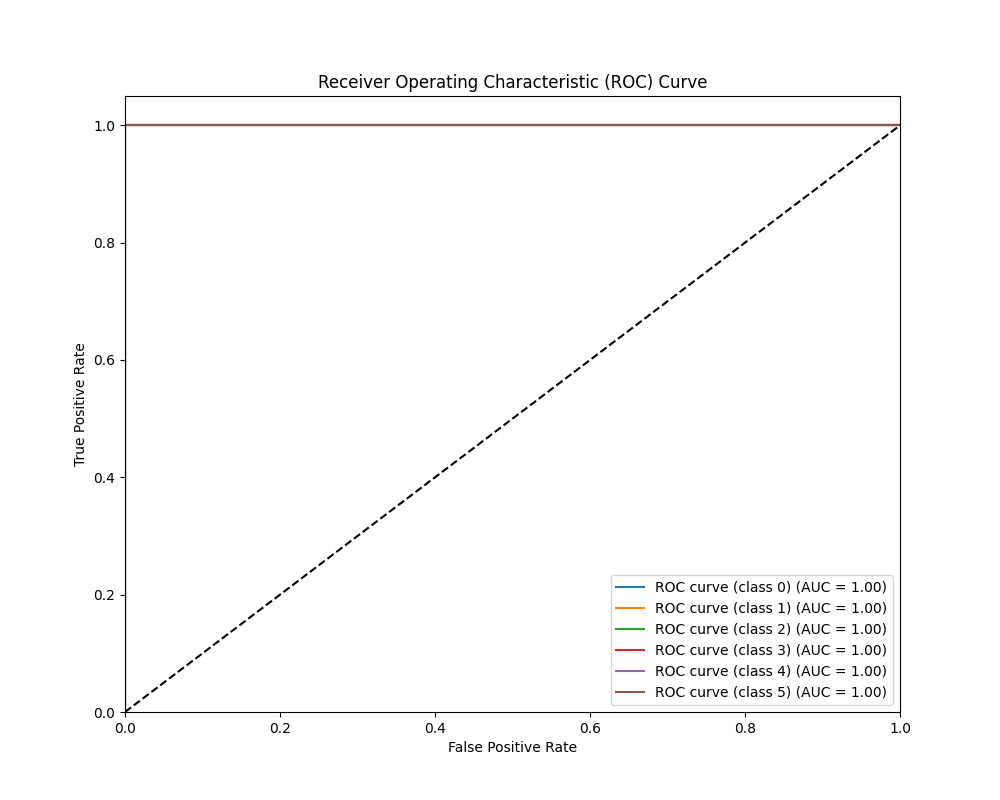 Receiver Operating Characteristic (ROC) Curve
True Positive Rate
1.0
0.8
0.6
0.4
0.2
0.0
ROC curve (class 0) (AUC = 1.00)
ROC curve (class 1) (AUC = 1.00)
ROC curve (class 2) (AUC = 1.00)
ROC curve (class 3) (AUC = 1.00)
ROC curve (class 4) (AUC = 1.00)
ROC curve (class 5) (AUC = 1.00)
0.0 0.2 0.4 0.6 0.8 1.0
False Positive Rate